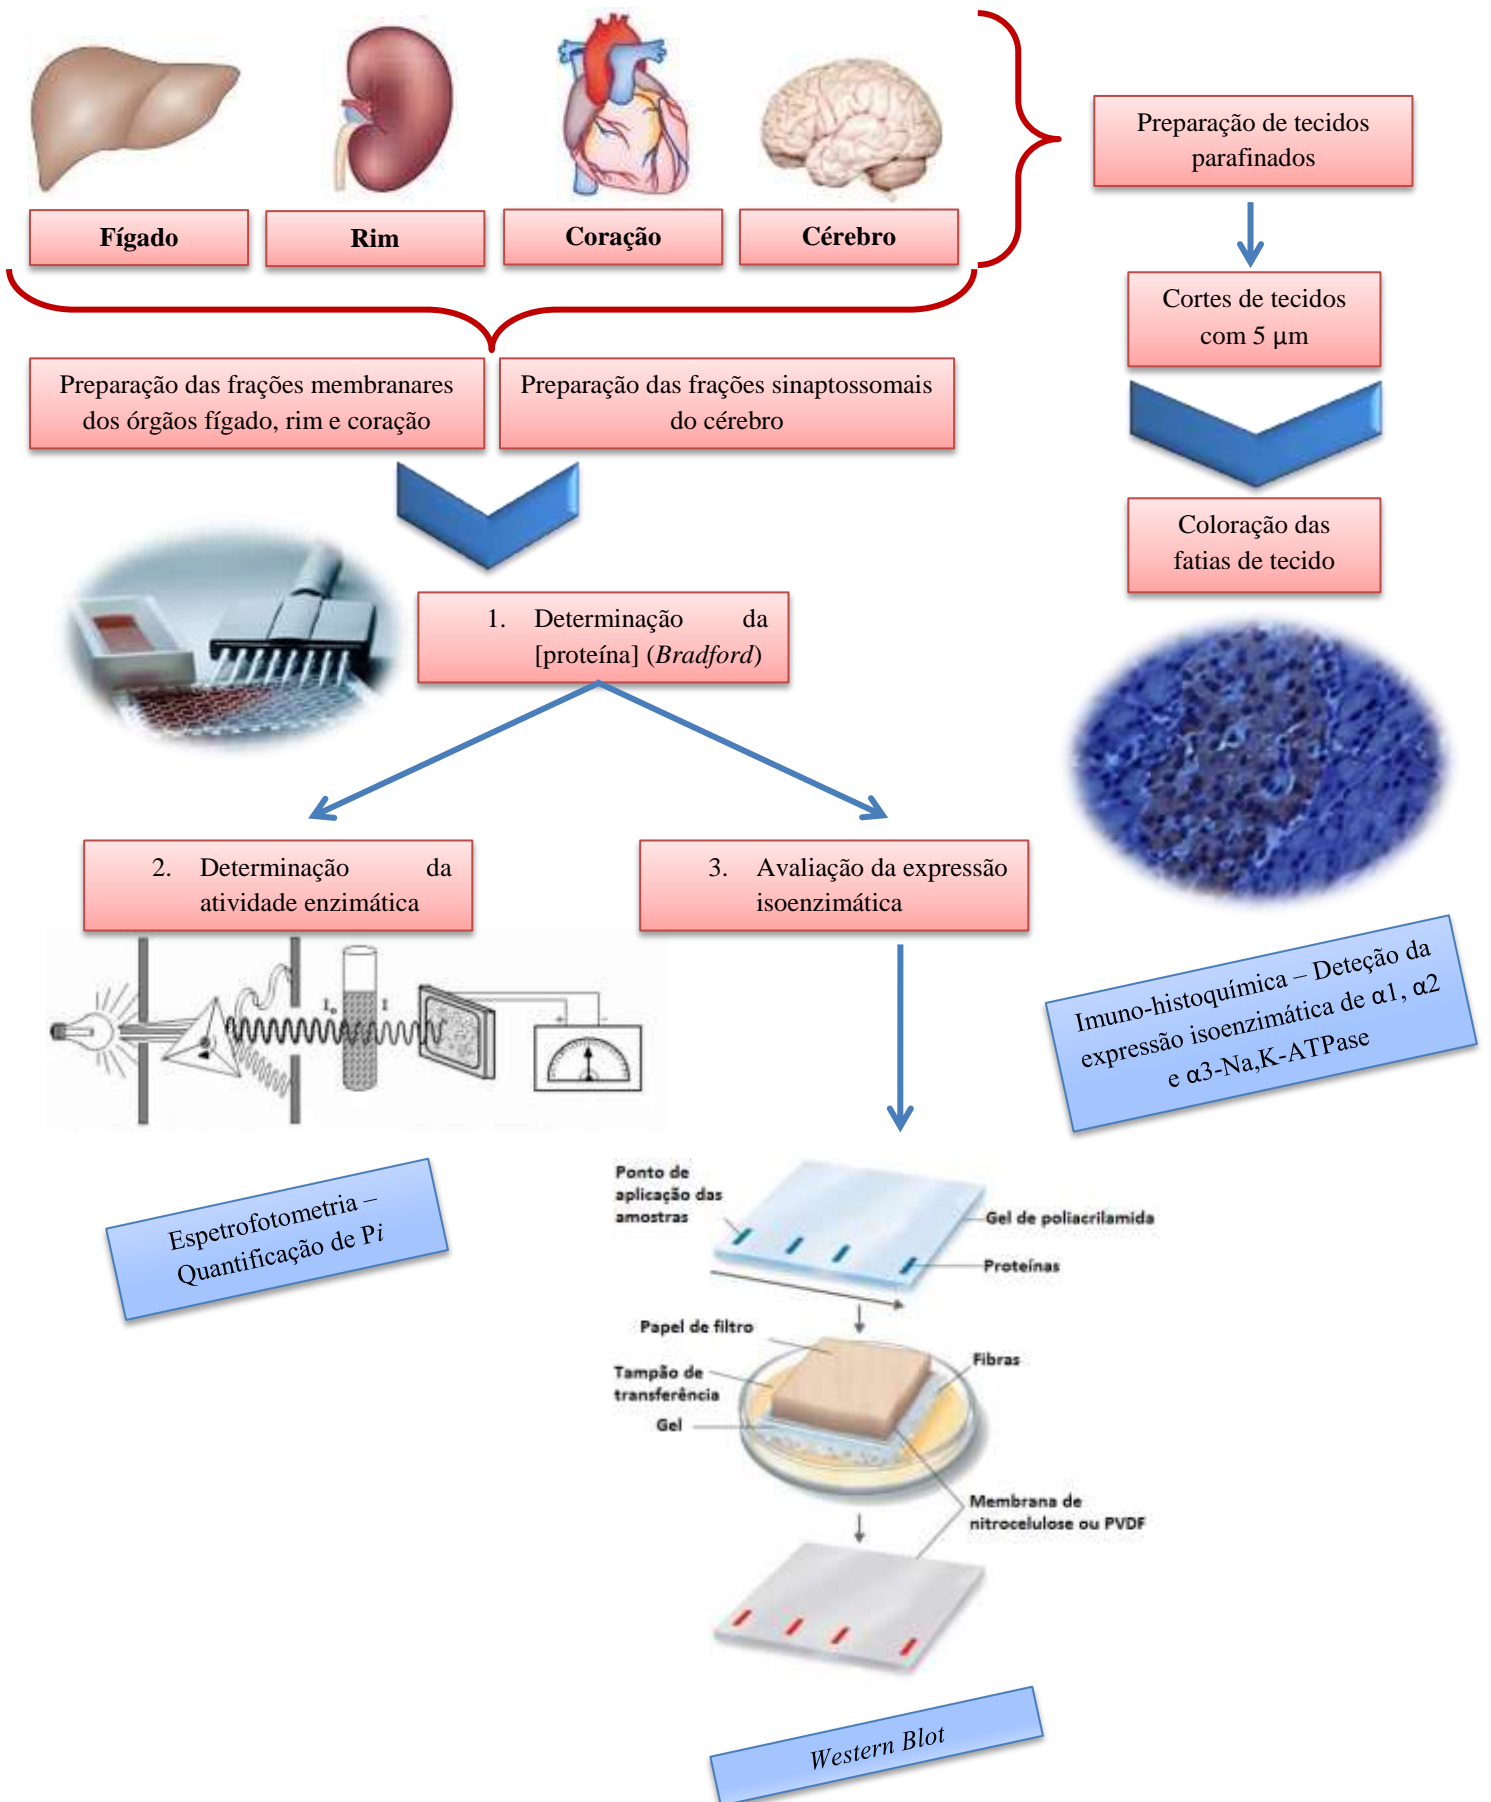 Fígado
Rim
Coração
Cérebro
Preparação de tecidos
parafinados
Cortes de tecidos
com 5 μm
Coloração das
fatias de tecido
Preparação das frações membranares
dos órgãos fígado, rim e coração
Preparação das frações sinaptossomais
do cérebro
1. Determinação da
[proteína] (Bradford)
2. Determinação da
atividade enzimática
3. Avaliação da expressão
isoenzimática
I₀
I
+
-
Imuno-histoquímica – Deteção da
expressão isoenzimática de α1, α2
e α3-Na,K-ATPase
Espetrofotometria –
Quantificação de Pi
Ponto de
aplicação das
amostras
Gel de poliacrilamida
Proteínas
Papel de filtro
Fibras
Tampão de
transferência
Gel
Membrana de
nitrocelulose ou PVDF
Western Blot